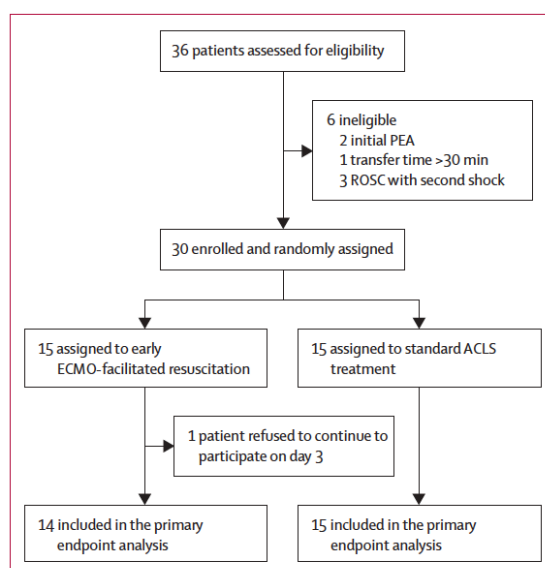 36 patients assessed for eligibility
6 ineligible
2 initial PEA
1 transfer time >30 min
3 ROSC with second shock
30 enrolled and randomly assigned
15 assigned to early
ECMO-facilitated resuscitation
15 assigned to standard ACLS
treatment
1 patient refused to continue to
participate on day 3
14 included in the primary
endpoint analysis
15 included in the primary
endpoint analysis